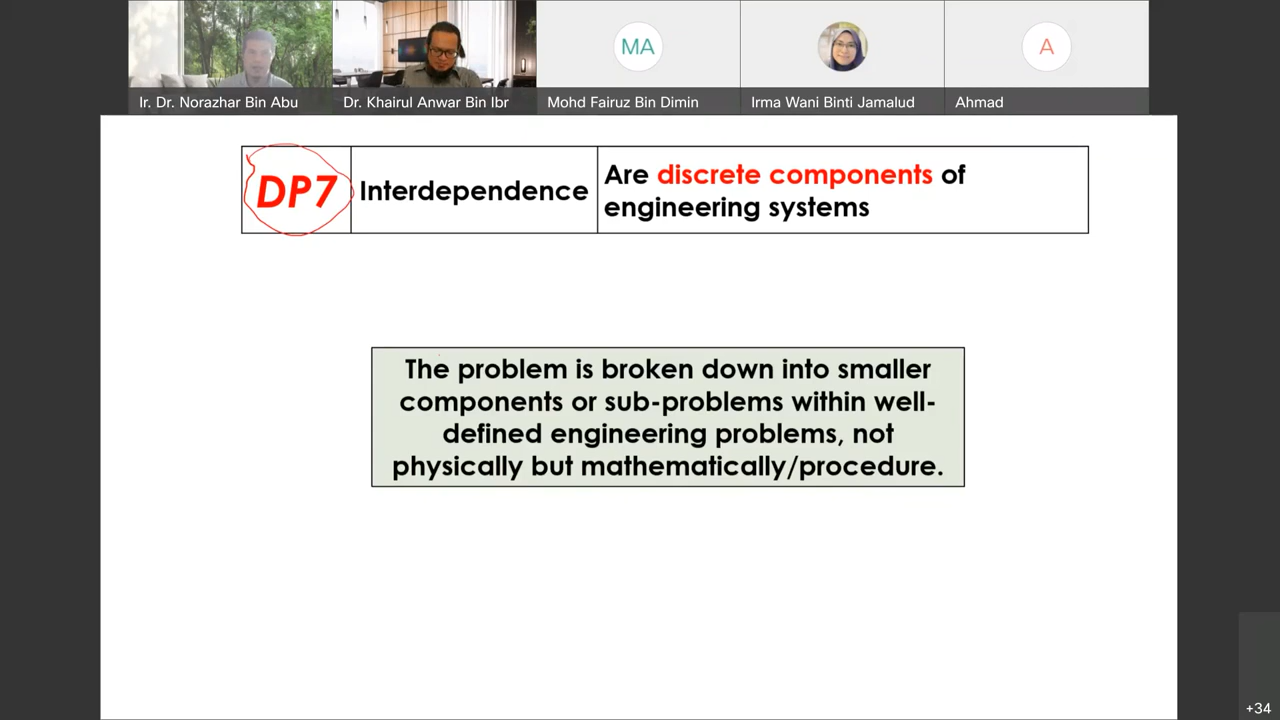 Ir. Dr. Norazhar Bin Abu
Dr. Khairul Anwar Bin Ibr
MA
Mohd Fairuz Bin Dimin
Irma Wani Binti Jamalud
A
Ahmad
DP7
Interdependence
Are discrete components of
engineering systems
The problem is broken down into smaller
components or sub-problems within well-
defined engineering problems, not
physically but mathematically/procedure.
+34